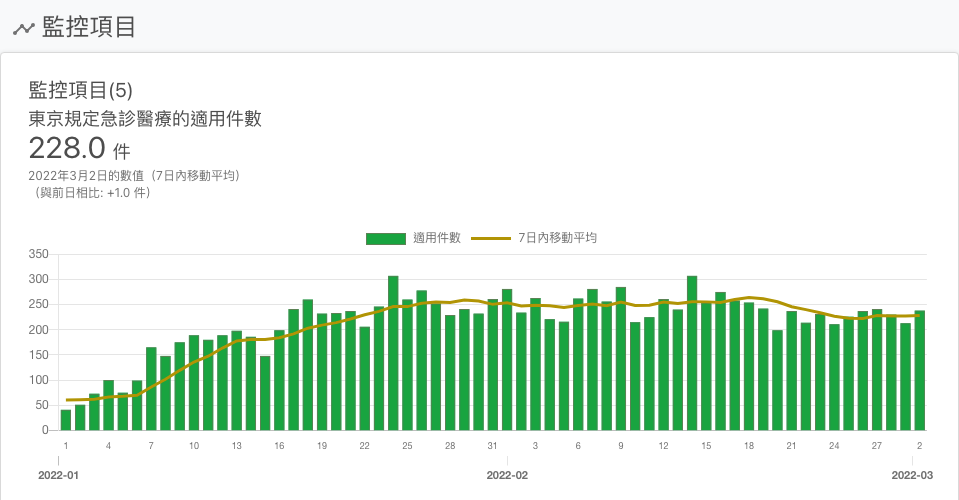 監控項目
監控項目(5)
東京規定急診醫療的適用件數
228.0 件
2022年3月2日的數值（7日內移動平均）
（與前日相比: +1.0 件）
適用件數 7日內移動平均
350
300
250
200
150
100
50
0
1 4 7 10 13 16 19 22 25 28 31 3 6 9 12 15 18 21 24 27 2
2022-01 2022-02 2022-03